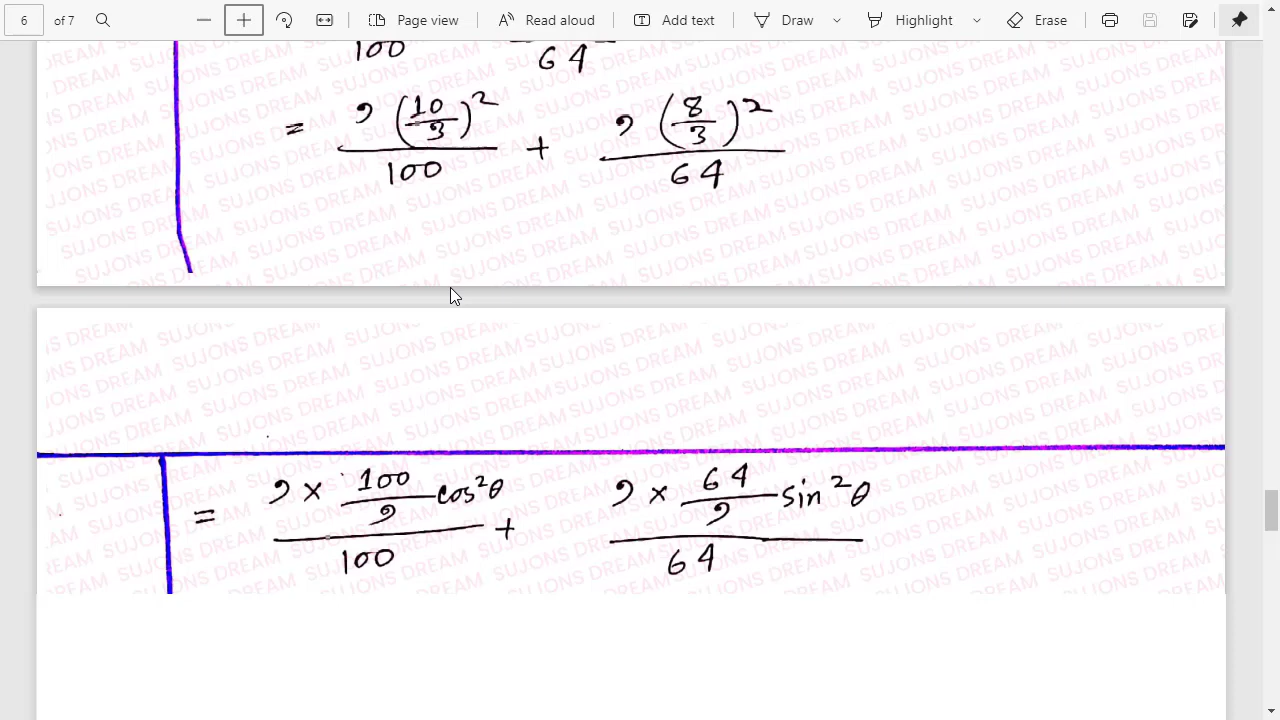 6 of 7 Page view Read aloud Add text Draw Highlight Erase
100 64
= 9 (10/3)² / 100 + 9 (8/3)² / 64
= 9 × 100/9 cos²θ / 100 + 9 × 64/9 sin²θ / 64
SUJONS DREAM